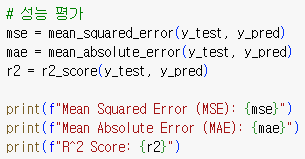 # 성능 평가
mse = mean_squared_error(y_test, y_pred)
mae = mean_absolute_error(y_test, y_pred)
r2 = r2_score(y_test, y_pred)
print(f"Mean Squared Error (MSE): {mse}")
print(f"Mean Absolute Error (MAE): {mae}")
print(f"R^2 Score: {r2}")